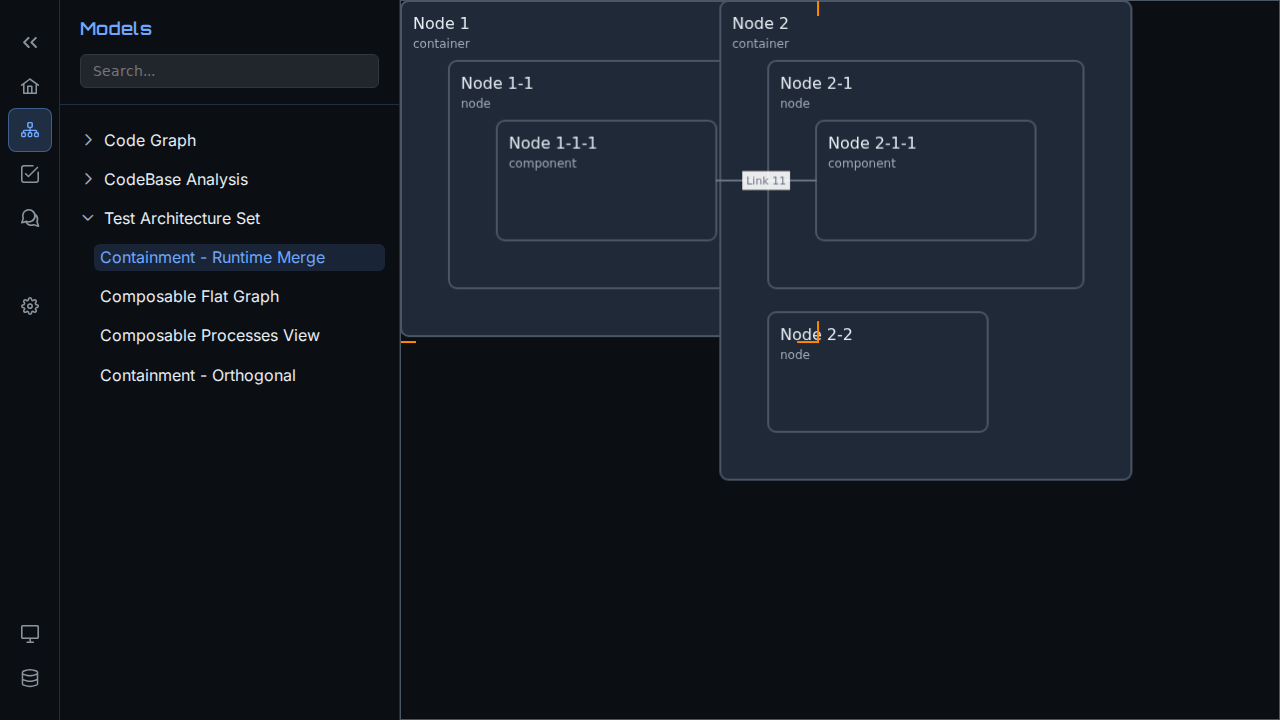 Models
Search...
Code Graph
CodeBase Analysis
Test Architecture Set
Containment - Runtime Merge
Composable Flat Graph
Composable Processes View
Containment - Orthogonal
Node 1
container
Node 1-1
node
Node 1-1-1
component
Link 11
Node 2
container
Node 2-1
node
Node 2-1-1
component
Node 2-2
node